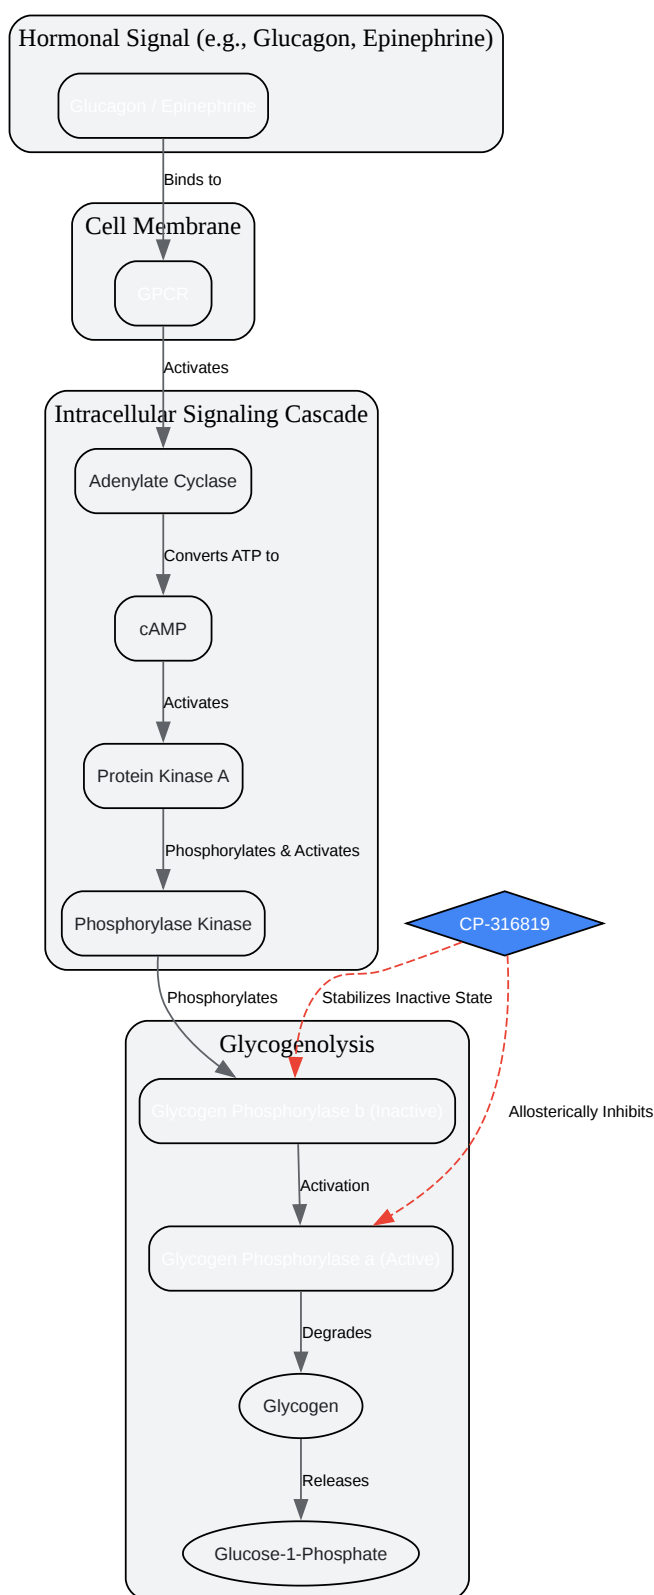 Hormonal Signal (e.g., Glucagon, Epinephrine)
Glucagon / Epinephrine
Binds to
Cell Membrane
GPCR
Activates
Intracellular Signaling Cascade
Adenylate Cyclase
Converts ATP to
cAMP
Activates
Protein Kinase A
Phosphorylates & Activates
Phosphorylase Kinase
CP-316819
Phosphorylates
Stabilizes Inactive State
Glycogenolysis
Glycogen Phosphorylase b (Inactive)
Allosterically Inhibits
Activation
Glycogen Phosphorylase a (Active)
Degrades
Glycogen
Releases
Glucose-1-Phosphate